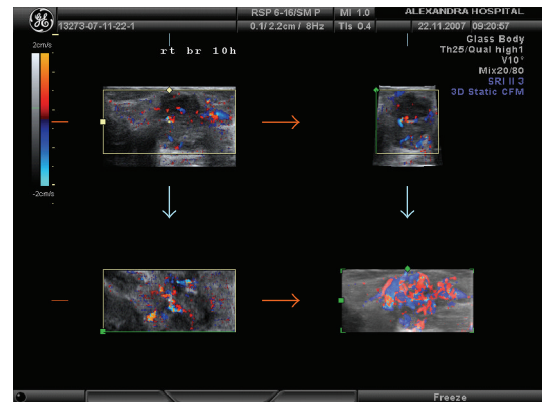 RSP 6-16/SM P MI 1.0 ALEXANDRA HOSPITAL
13273-07-11-22-1 0.1/2.2cm / 8Hz TIs 0.4 22.11.2007 09:20:57
Glass Body
Th25/Qual high1
V10°
Mix20/80
SRI II 3
3D Static CFM
2cm/s
rt br 10h
-2cm/s
Freeze